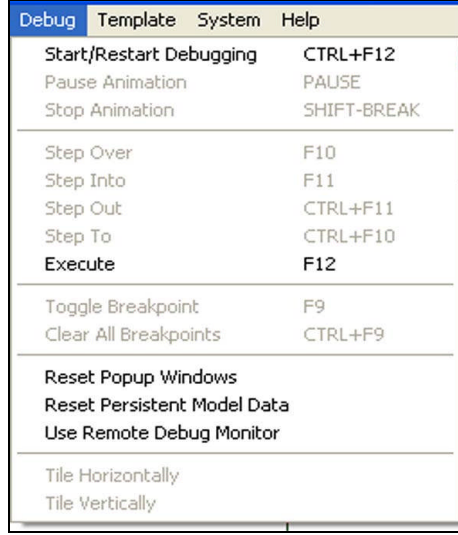 Debug Template System Help
Start/Restart Debugging CTRL+F12
Pause Animation PAUSE
Stop Animation SHIFT-BREAK
Step Over F10
Step Into F11
Step Out CTRL+F11
Step To CTRL+F10
Execute F12
Toggle Breakpoint F9
Clear All Breakpoints CTRL+F9
Reset Popup Windows
Reset Persistent Model Data
Use Remote Debug Monitor
Tile Horizontally
Tile Vertically